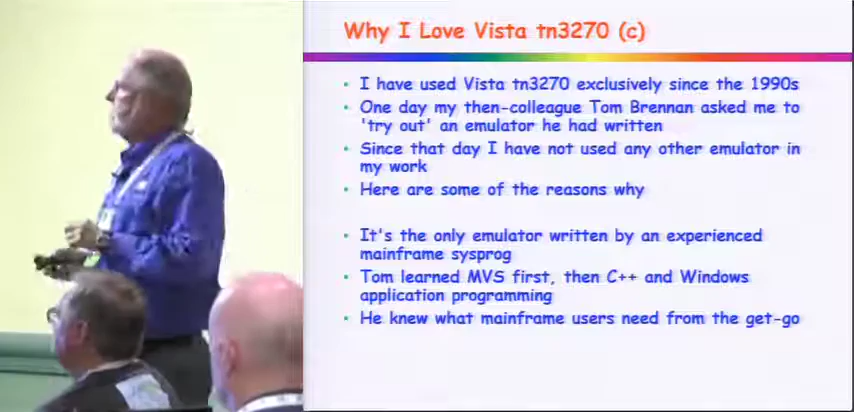 Why I Love Vista tn3270 (c)
I have used Vista tn3270 exclusively since the 1990s
One day my then-colleague Tom Brennan asked me to
'try out' an emulator he had written
Since that day I have not used any other emulator in
my work
Here are some of the reasons why
It's the only emulator written by an experienced
mainframe sysprog
Tom learned MVS first, then C++ and Windows
application programming
He knew what mainframe users need from the get-go